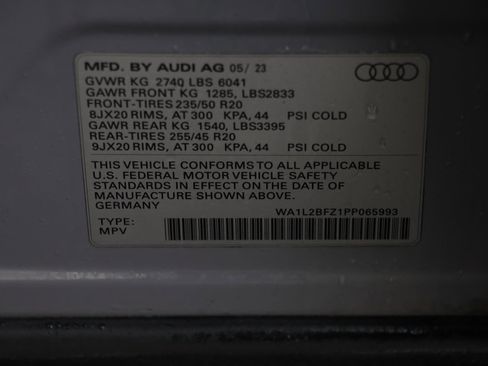 MFD. BY AUDI AG 05/ 23
GVWR KG 2740 LBS 6041
GAWR FRONT KG 1285, LBS2833
FRONT-TIRES 235/50 R20
8JX20 RIMS, AT 300 KPA, 44 PSI COLD
GAWR REAR KG 1540, LBS3395
REAR-TIRES 255/45 R20
9JX20 RIMS, AT 300 KPA, 44 PSI COLD
THIS VEHICLE CONFORMS TO ALL APPLICABLE
U.S. FEDERAL MOTOR VEHICLE SAFETY
STANDARDS IN EFFECT ON THE DATE OF
MANUFACTURE SHOWN ABOVE.
GERMANY
WA1L2BFZ1PP065993
TYPE:
MPV